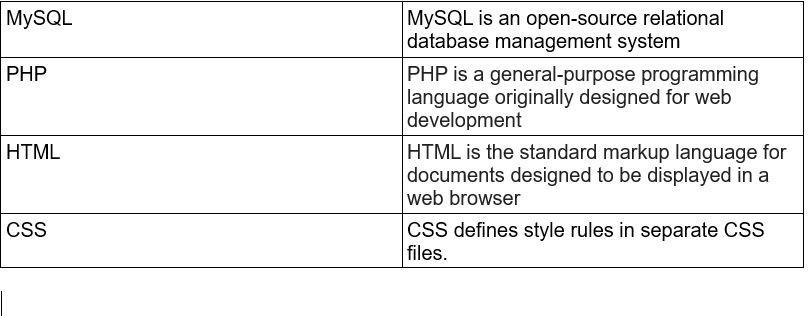 MySQL
MySQL is an open-source relational
database management system
PHP
PHP is a general-purpose programming
language originally designed for web
development
HTML
HTML is the standard markup language for
documents designed to be displayed in a
web browser
CSS
CSS defines style rules in separate CSS
files.